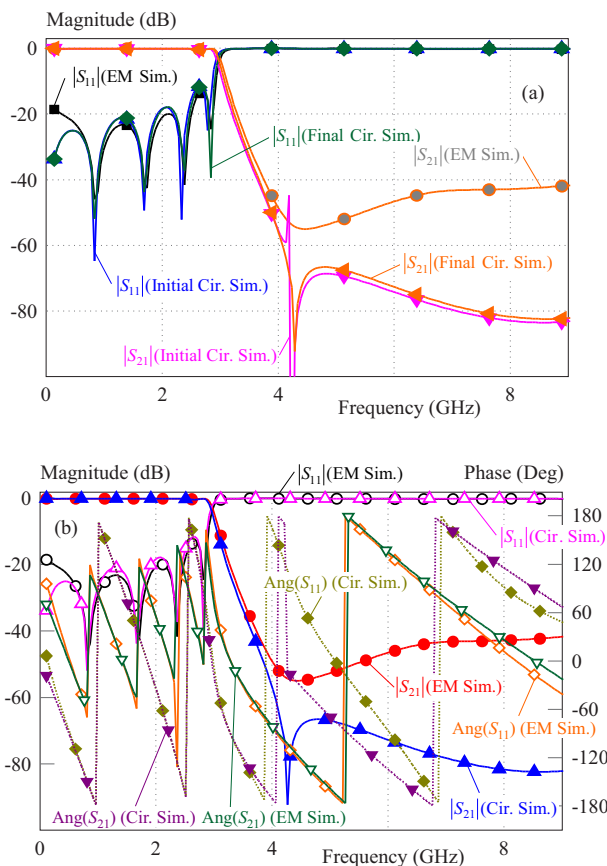 Magnitude (dB)
0
|S11|(EM Sim.)
(a)
-20
|S11|(Final Cir. Sim.)
|S21|(EM Sim.)
-40
-60
|S21|(Final Cir. Sim.)
|S11|(Initial Cir. Sim.)
-80
|S21|(Initial Cir. Sim.)
0 2 4 6 8
Frequency (GHz)
Magnitude (dB) |S11|(EM Sim.) Phase (Deg)
0
180
(b)
|S11|(Cir. Sim.)
-20
120
Ang(S11) (Cir. Sim.)
60
-40
0
|S21|(EM Sim.)
-60
-60
Ang(S11) (EM Sim.)
-80
-120
|S21|(Cir. Sim.)
-180
Ang(S21) (Cir. Sim.) Ang(S21) (EM Sim.)
0 2 4 6 8
Frequency (GHz)